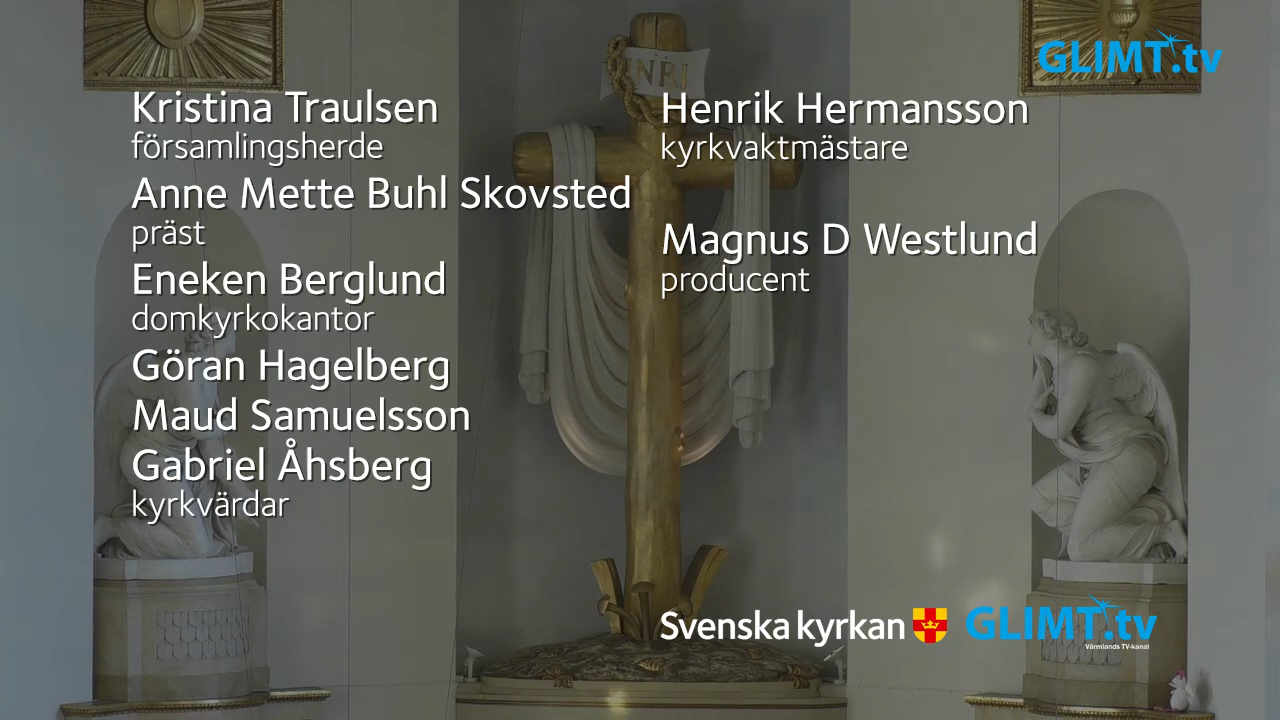 GLIMT.tv
INRI
Kristina Traulsen
församlingsherde
Anne Mette Buhl Skovsted
präst
Eneken Berglund
domkyrkokantor
Göran Hagelberg
Maud Samuelsson
Gabriel Åhsberg
kyrkvärdar
Henrik Hermansson
kyrkvaktmästare
Magnus D Westlund
producent
Svenska kyrkan
GLIMT.tv
Värmlands TV-kanal